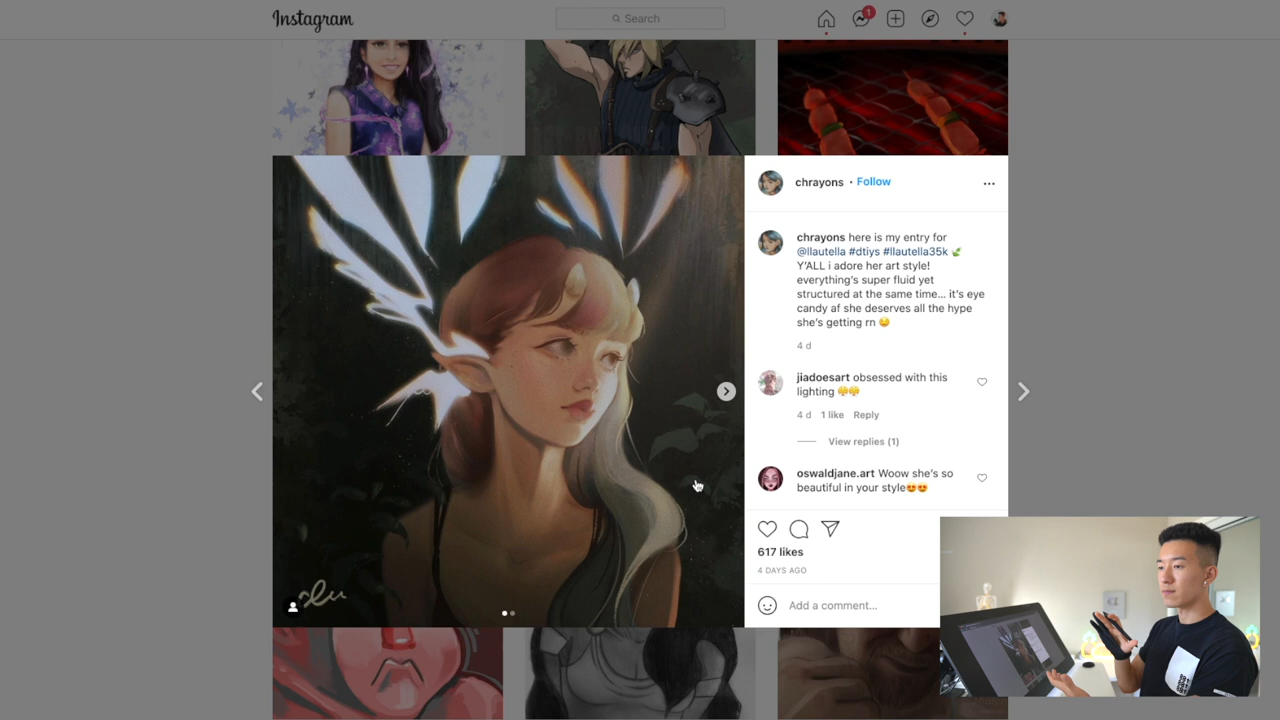 Instagram
Search
1
chrayons • Follow
chrayons here is my entry for
@llautella #dtiys #llautella35k
Y'ALL i adore her art style!
everything's super fluid yet
structured at the same time... it's eye
candy af she deserves all the hype
she's getting rn
4 d
jiadoesart obsessed with this
lighting
4 d 1 like Reply
View replies (1)
oswaldjane.art Woow she's so
beautiful in your style
617 likes
4 DAYS AGO
Add a comment...